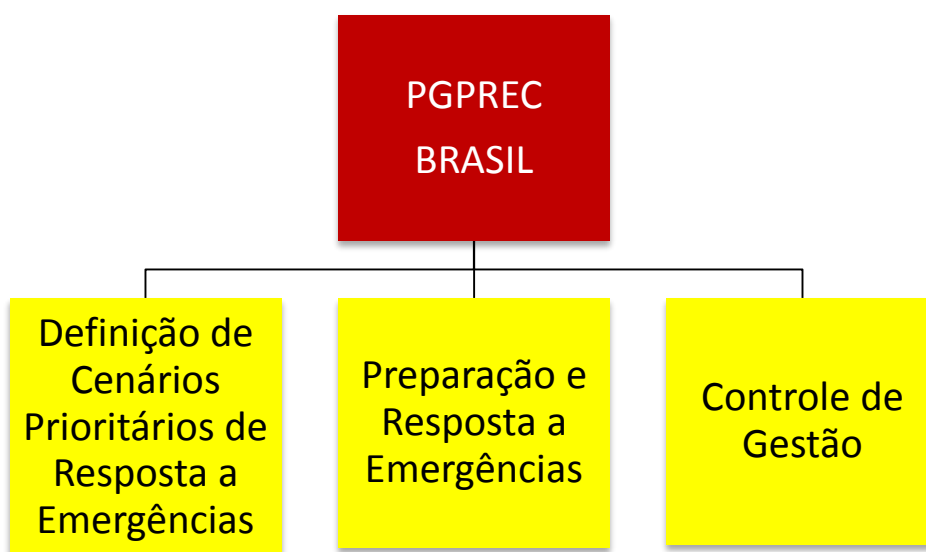 PGPREC
BRASIL
Definição de
Cenários
Prioritários de
Resposta a
Emergências
Preparação e
Resposta a
Emergências
Controle de
Gestão